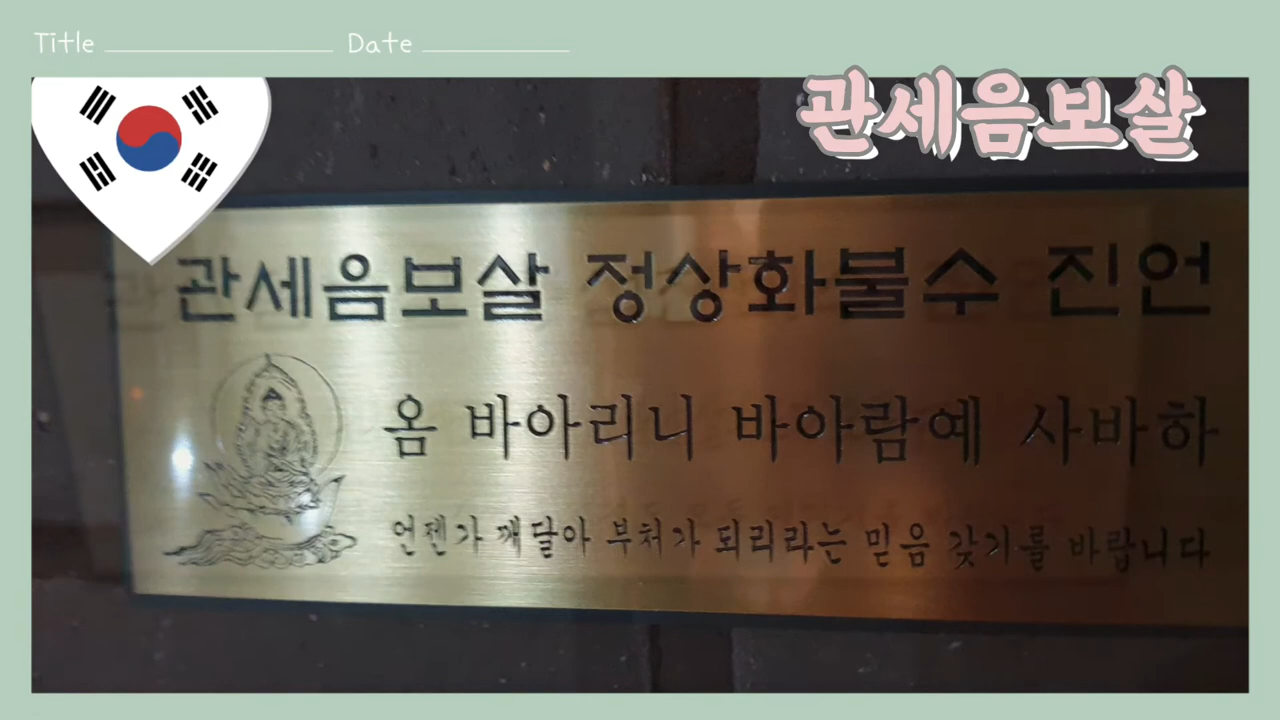 Title Date
관세음보살
관세음보살 정상화불수 진언
옴 바아리니 바아람예 사바하
언젠가 깨달아 부처가 되리라는 믿음 갖기를 바랍니다